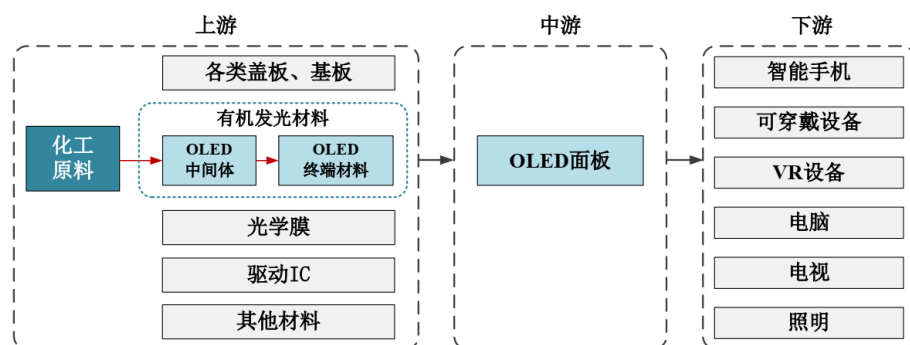 上游
中游
下游
各类盖板、基板
有机发光材料
化工
原料
OLED
中间体
OLED
终端材料
光学膜
驱动IC
其他材料
OLED面板
智能手机
可穿戴设备
VR设备
电脑
电视
照明